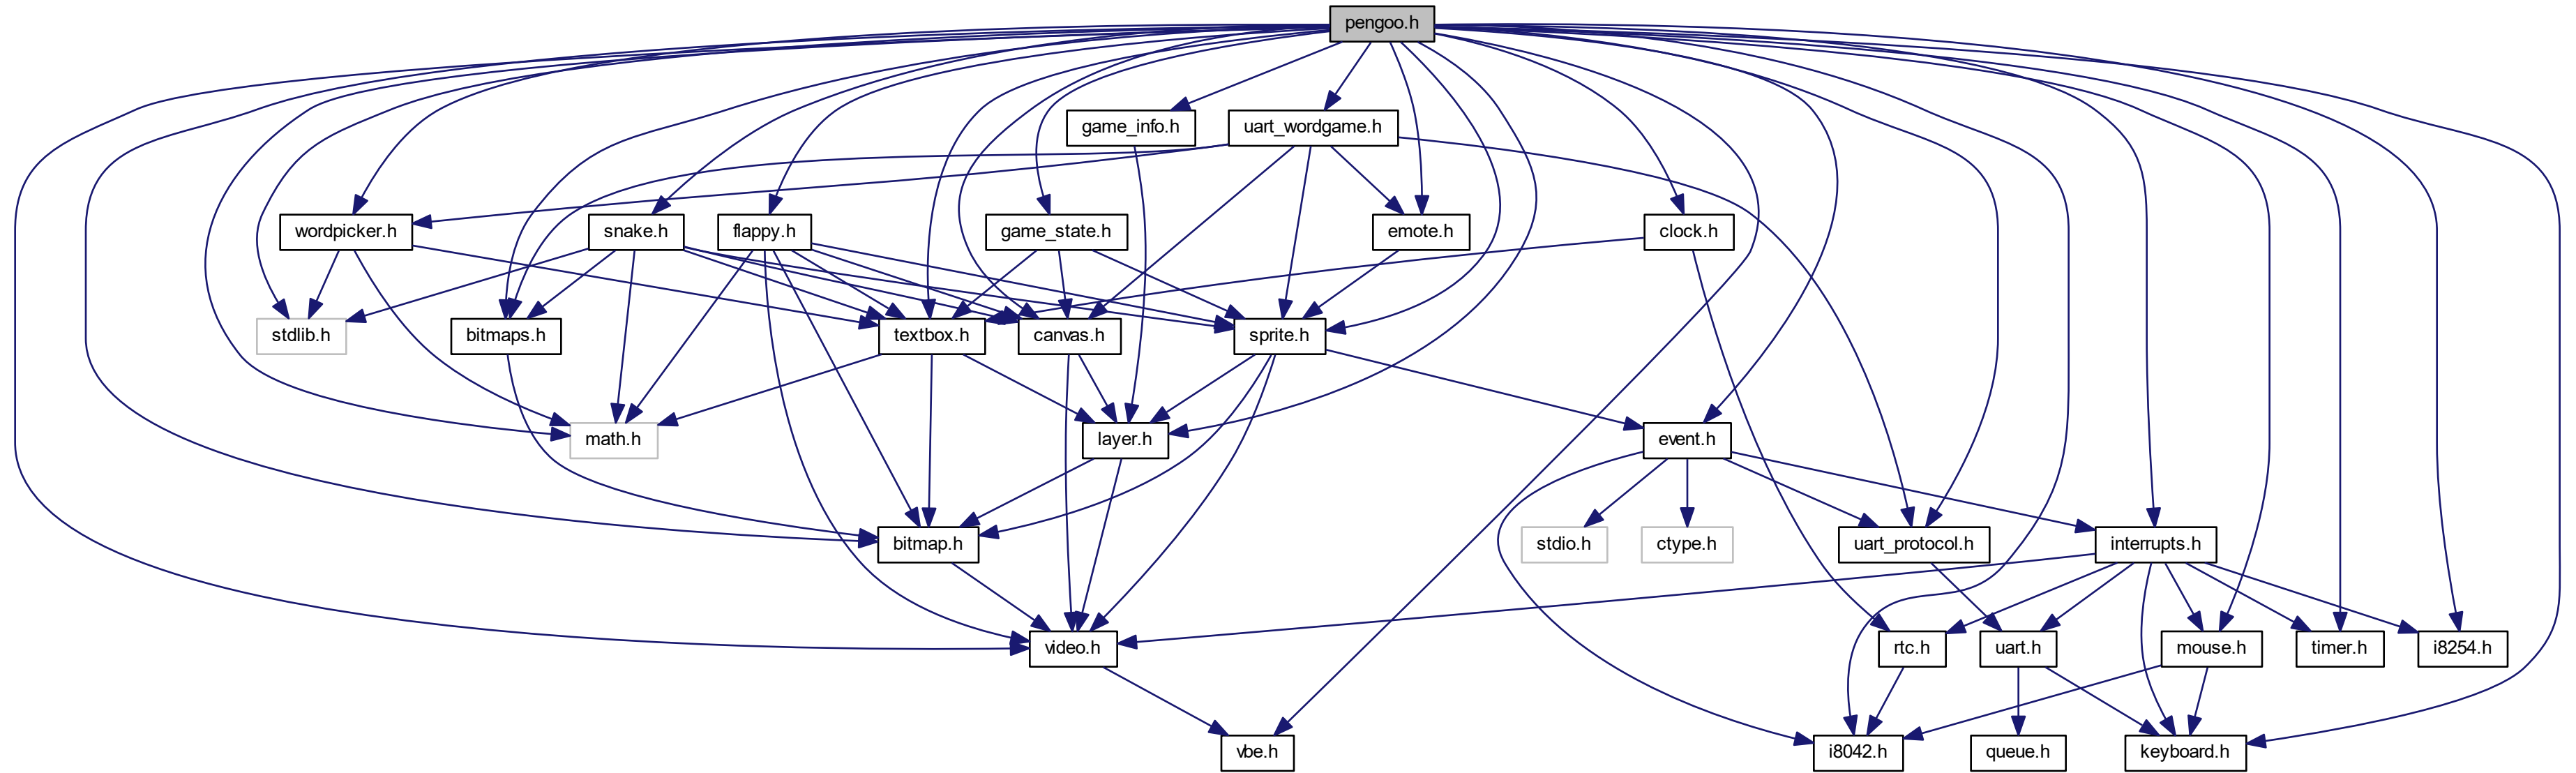 pengoo.h
game_info.h
uart_wordgame.h
wordpicker.h
snake.h
flappy.h
game_state.h
emote.h
clock.h
stdlib.h
bitmaps.h
textbox.h
canvas.h
sprite.h
math.h
layer.h
event.h
bitmap.h
stdio.h
ctype.h
uart_protocol.h
interrupts.h
video.h
rtc.h
uart.h
mouse.h
timer.h
i8254.h
vbe.h
i8042.h
queue.h
keyboard.h